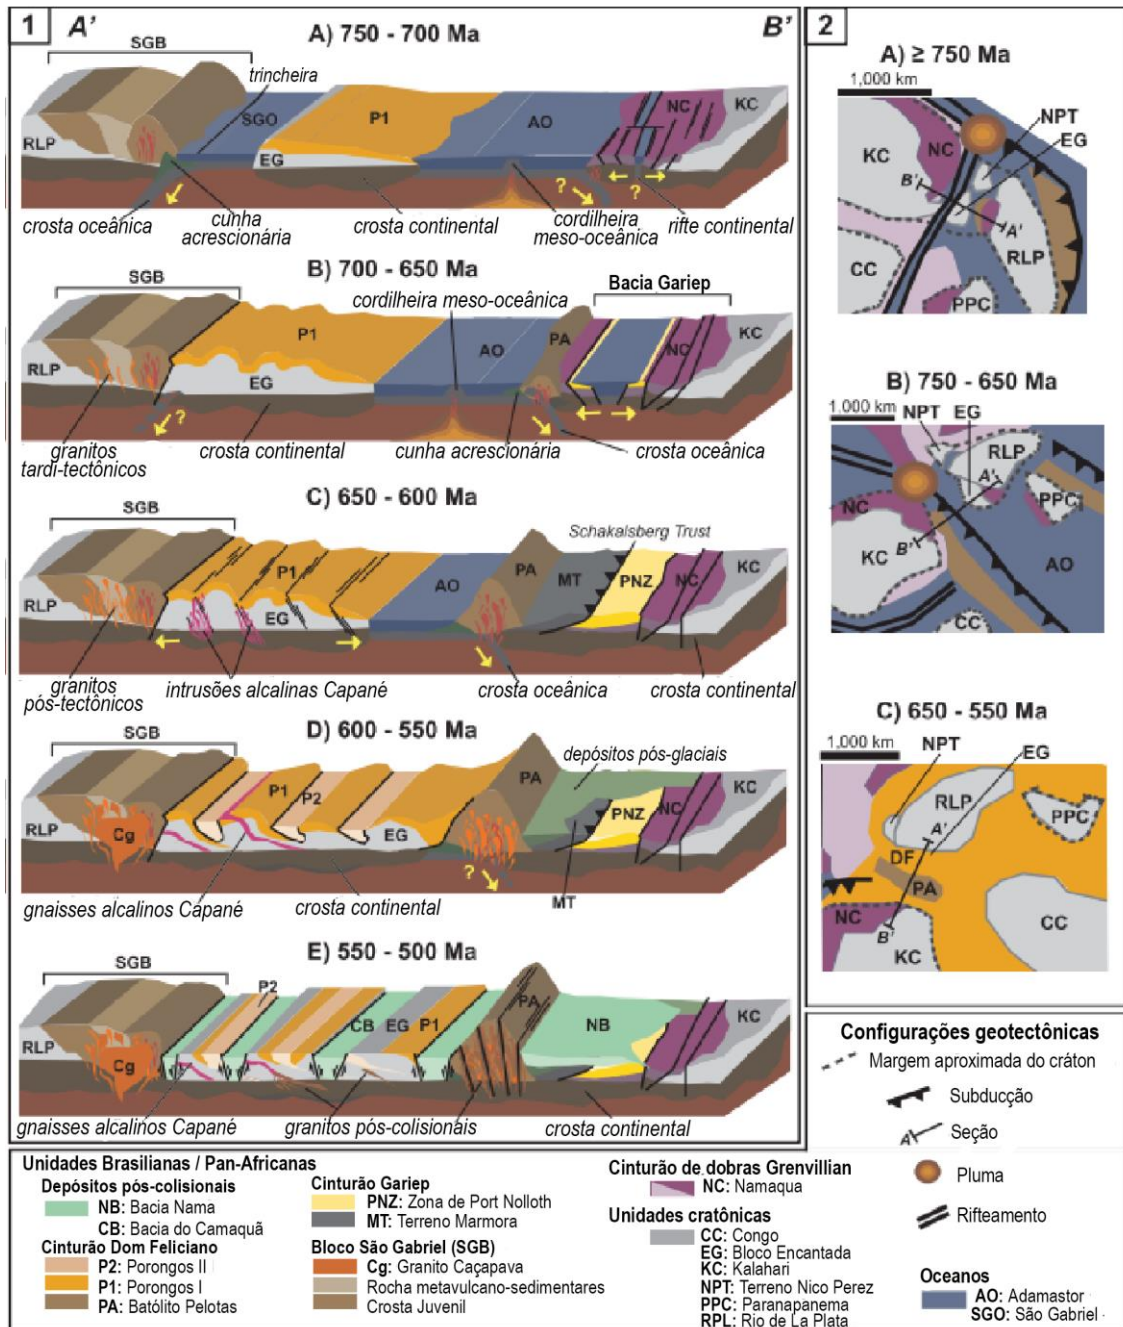 1 A' B'
A) 750 - 700 Ma
SGB
trincheira
RLP SGO EG P1 AO NC KC
? ?
crosta oceânica
cunha
acrescionária
crosta continental
cordilheira
meso-oceânica
rifte continental
B) 700 - 650 Ma
SGB
cordilheira meso-oceânica
Bacia Gariep
RLP P1 EG AO PA NC KC
?
granitos
tardi-tectônicos
crosta continental
cunha acrescionária
crosta oceânica
C) 650 - 600 Ma
SGB
Schakalsberg Trust
RLP P1 EG AO PA MT PNZ NC KC
granitos
pós-tectônicos
intrusões alcalinas Capané
crosta oceânica
crosta continental
D) 600 - 550 Ma
SGB
depósitos pós-glaciais
RLP Cg P1 P2 EG PA PNZ NC KC
?
MT
gnaisses alcalinos Capané
crosta continental
E) 550 - 500 Ma
SGB
P2
RLP Cg CB EG P1 PA NB KC
gnaisses alcalinos Capané
granitos pós-colisionais
crosta continental
2
A) ≥ 750 Ma
1,000 km
NPT
EG
KC NC B' A' RLP CC PPC
B) 750 - 650 Ma
1.000 km
NPT EG
RLP A' PPC NC KC B' AO CC
C) 650 - 550 Ma
1,000 km
NPT EG
RLP PPC A' DF PA NC B' KC CC
Configurações geotectônicas
Margem aproximada do cráton
Subducção
A Seção
Pluma
Rifteamento
Oceanos
AO: Adamastor
SGO: São Gabriel
Unidades Brasilianas / Pan-Africanas
Depósitos pós-colisionais
NB: Bacia Nama
CB: Bacia do Camaquã
Cinturão Dom Feliciano
P2: Porongos II
P1: Porongos I
PA: Batólito Pelotas
Cinturão Gariep
PNZ: Zona de Port Nolloth
MT: Terreno Marmora
Bloco São Gabriel (SGB)
Cg: Granito Caçapava
Rocha metavulcano-sedimentares
Crosta Juvenil
Cinturão de dobras Grenvillian
NC: Namaqua
Unidades cratônicas
CC: Congo
EG: Bloco Encantada
KC: Kalahari
NPT: Terreno Nico Perez
PPC: Paranapanema
RPL: Rio de La Plata